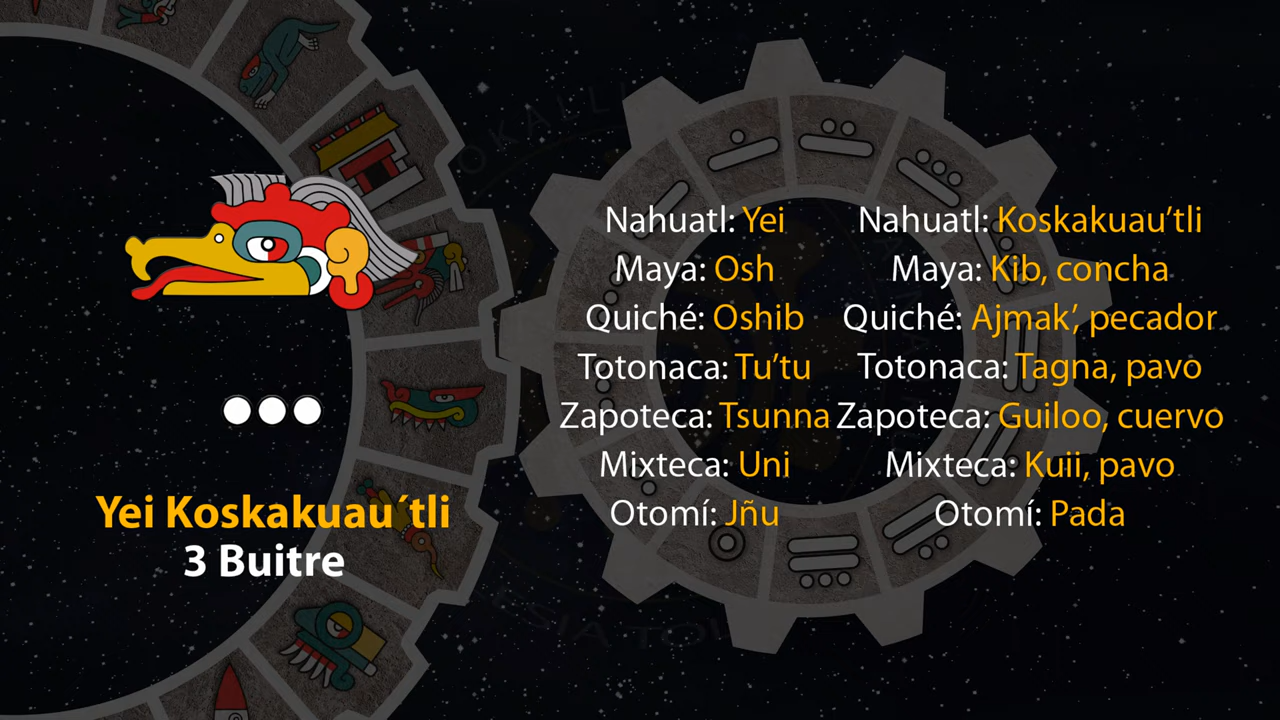 Nahuatl: Yei
Maya: Osh
Quiché: Oshib
Totonaca: Tu’tu
Zapoteca: Tsunna
Mixteca: Uni
Otomí: Jñu
Nahuatl: Koskakuau’tli
Maya: Kib, concha
Quiché: Ajmak’, pecador
Totonaca: Tagna, pavo
Zapoteca: Guiloo, cuervo
Mixteca: Kuii, pavo
Otomí: Pada
Yei Koskakuau´tli
3 Buitre